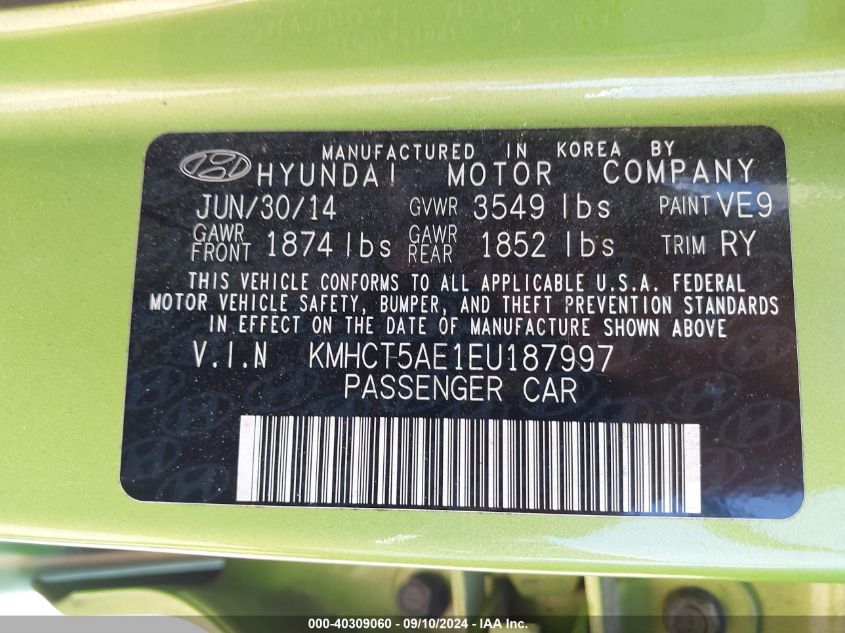 MANUFACTURED IN KOREA BY
HYUNDAI MOTOR COMPANY
JUN/30/14 GVWR 3549 lbs PAINT VE9
GAWR FRONT 1874 lbs GAWR REAR 1852 lbs TRIM RY
THIS VEHICLE CONFORMS TO ALL APPLICABLE U.S.A. FEDERAL
MOTOR VEHICLE SAFETY, BUMPER, AND THEFT PREVENTION STANDARDS
IN EFFECT ON THE DATE OF MANUFACTURE SHOWN ABOVE
V.I.N KMHCT5AE1EU187997
PASSENGER CAR
000-40309060 - 09/10/2024 - IAA Inc.